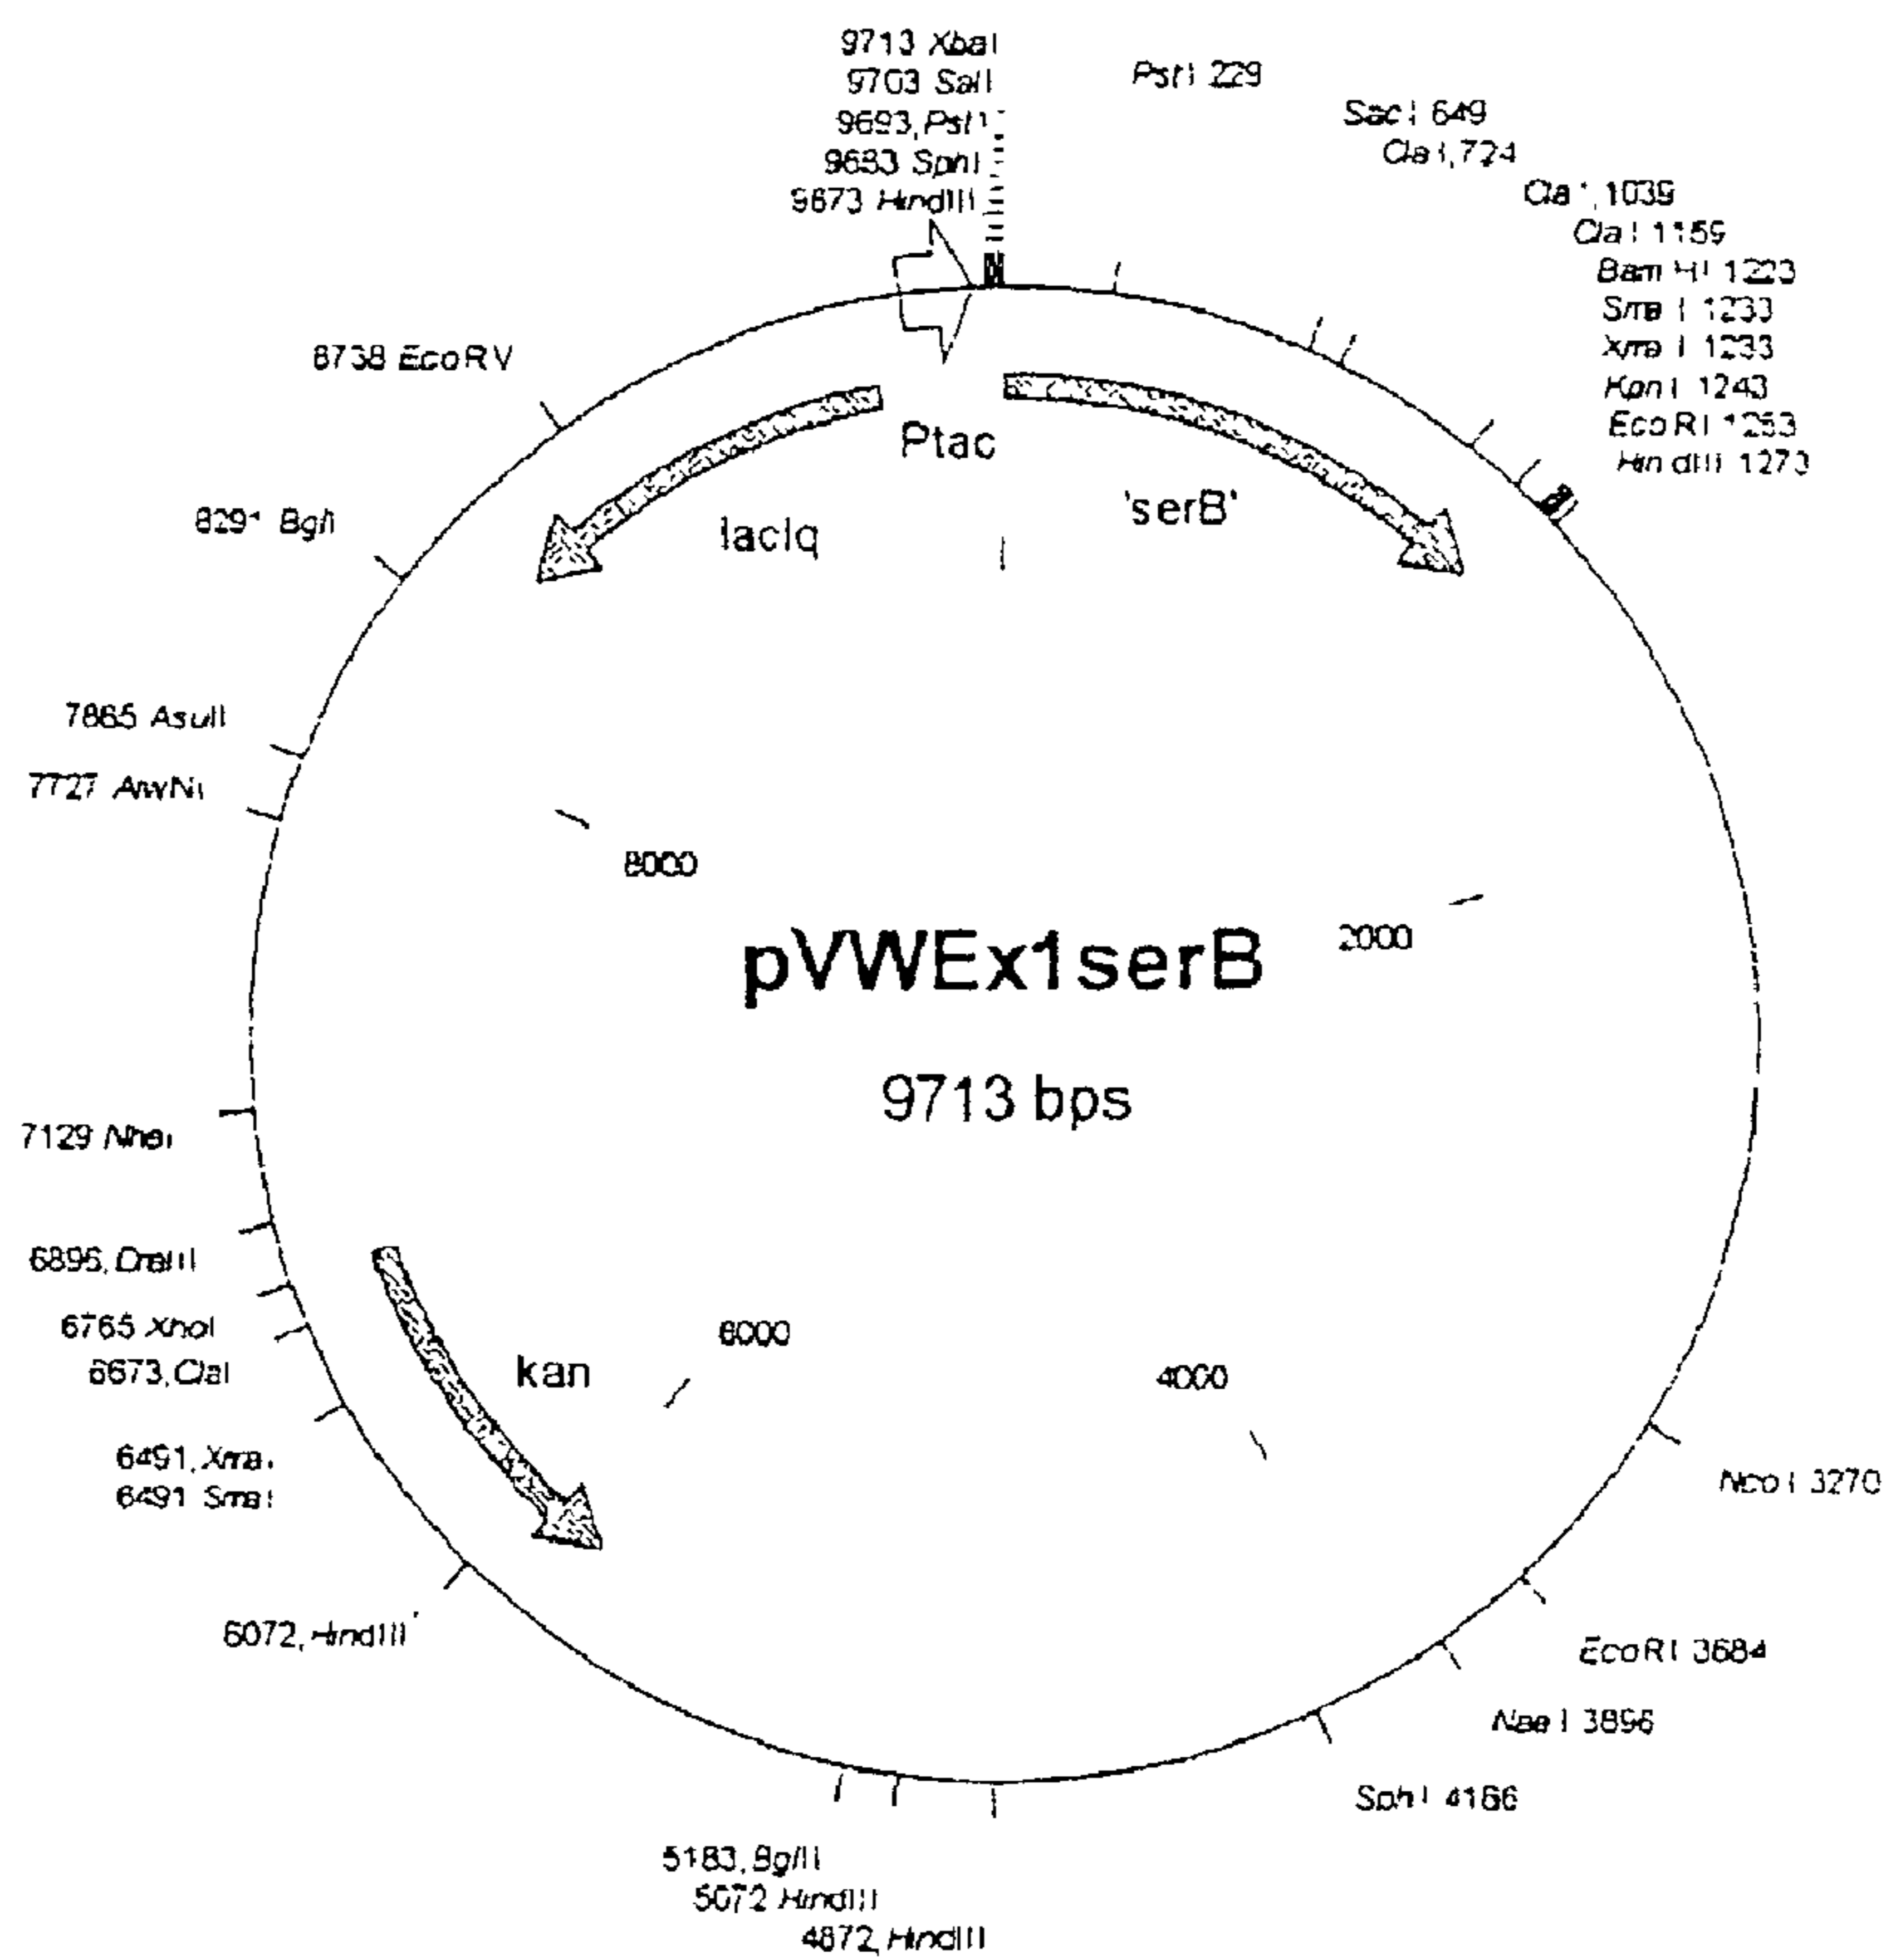 9713 XbaI
9703 SalI
9693, PstI
9683 SphI
9673 HindIII
PstI 229
SacI 649
ClaI, 724
ClaI, 1039
ClaI 1159
BamHI 1223
SmaI 1233
XmaI 1233
KpnI 1243
EcoRI 1253
HindIII 1273
8738 EcoRV
Ptac
'serB'
lacIq
8291 BglI
7865 AsuII
7727 AlwNI
8000
2000
pVWEx1serB
9713 bps
7129 NheI
6896, DraIII
6765 XhoI
6673, ClaI
6491, XmaI
6491 SmaI
kan
6000
4000
6072, HindIII
NcoI 3270
EcoRI 3684
NaeI 3896
SphI 4166
5183, BglII
5072 HindIII
4872, HindIII